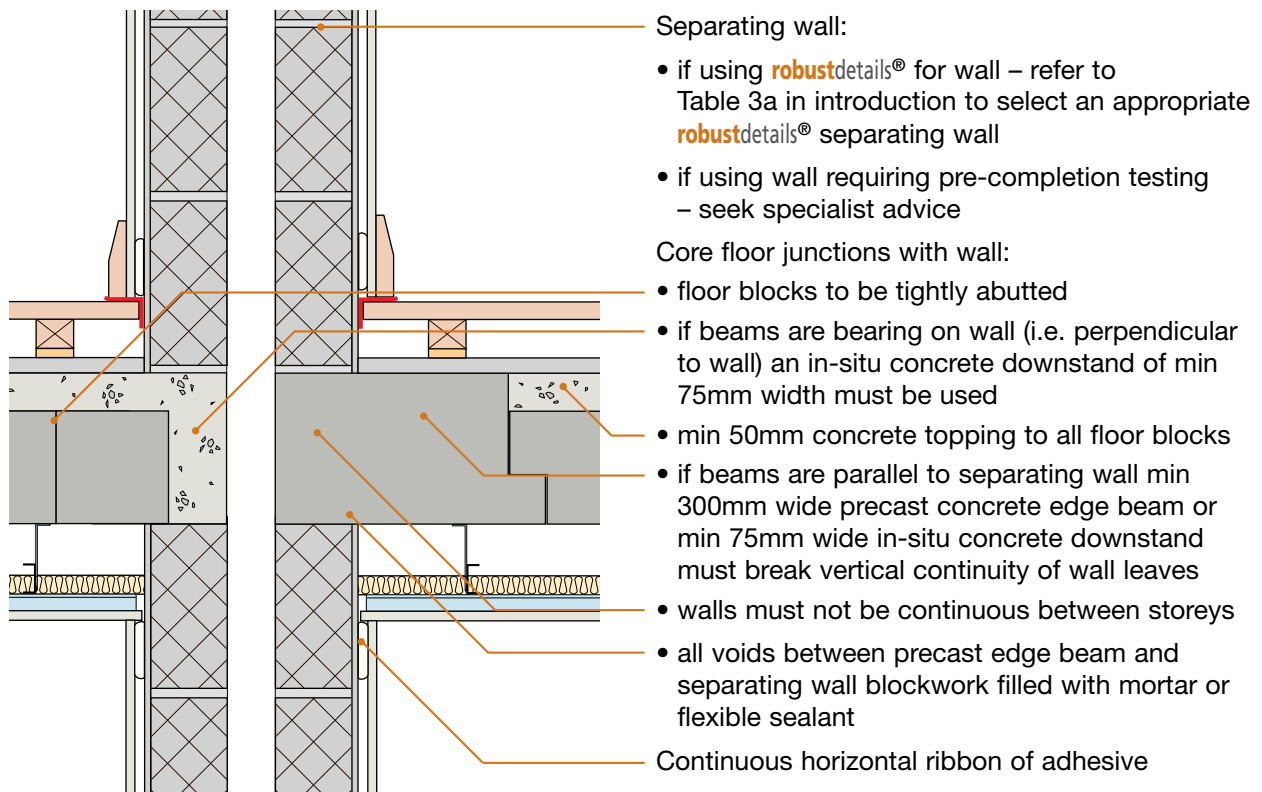 Separating wall:
• if using robustdetails® for wall – refer to
Table 3a in introduction to select an appropriate
robustdetails® separating wall
• if using wall requiring pre-completion testing
– seek specialist advice
Core floor junctions with wall:
• floor blocks to be tightly abutted
• if beams are bearing on wall (i.e. perpendicular
to wall) an in-situ concrete downstand of min
75mm width must be used
• min 50mm concrete topping to all floor blocks
• if beams are parallel to separating wall min
300mm wide precast concrete edge beam or
min 75mm wide in-situ concrete downstand
must break vertical continuity of wall leaves
• walls must not be continuous between storeys
• all voids between precast edge beam and
separating wall blockwork filled with mortar or
flexible sealant
Continuous horizontal ribbon of adhesive